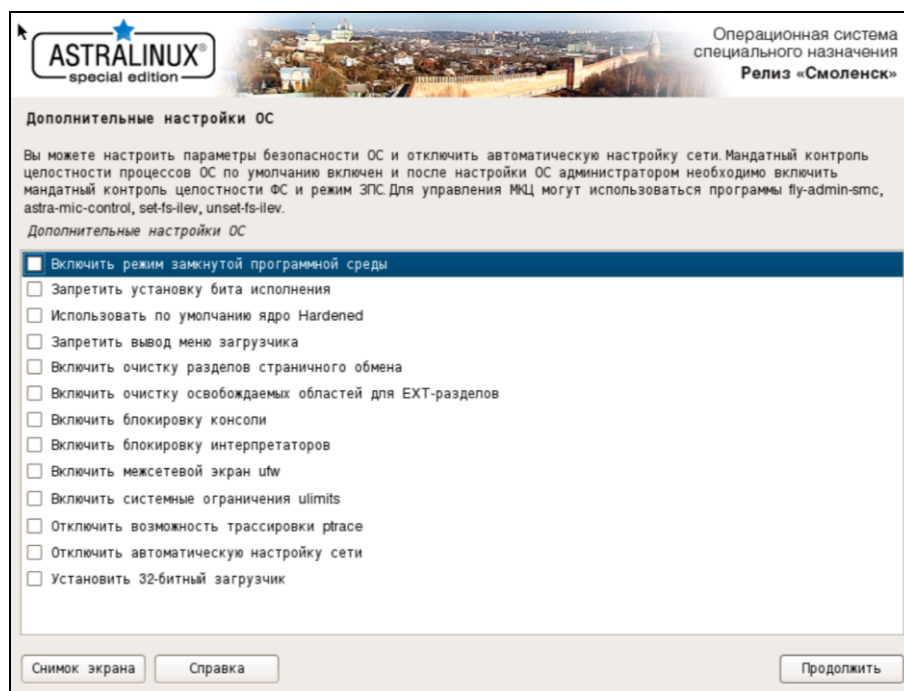 ASTRALINUX®
special edition
Операционная система
специального назначения
Релиз «Смоленск»
Дополнительные настройки ОС
Вы можете настроить параметры безопасности ОС и отключить автоматическую настройку сети. Мандатный контроль
целостности процессов ОС по умолчанию включен и после настройки ОС администратором необходимо включить
мандатный контроль целостности ФС и режим ЗПС. Для управления МКЦ могут использоваться программы fly-admin-smc,
astra-mic-control, set-fs-ilev, unset-fs-ilev.
Дополнительные настройки ОС
Включить режим замкнутой программной среды
Запретить установку бита исполнения
Использовать по умолчанию ядро Hardened
Запретить вывод меню загрузчика
Включить очистку разделов страничного обмена
Включить очистку освобождаемых областей для EXT-разделов
Включить блокировку консоли
Включить блокировку интерпретаторов
Включить межсетевой экран ufw
Включить системные ограничения ulimits
Отключить возможность трассировки ptrace
Отключить автоматическую настройку сети
Установить 32-битный загрузчик
Снимок экрана
Справка
Продолжить